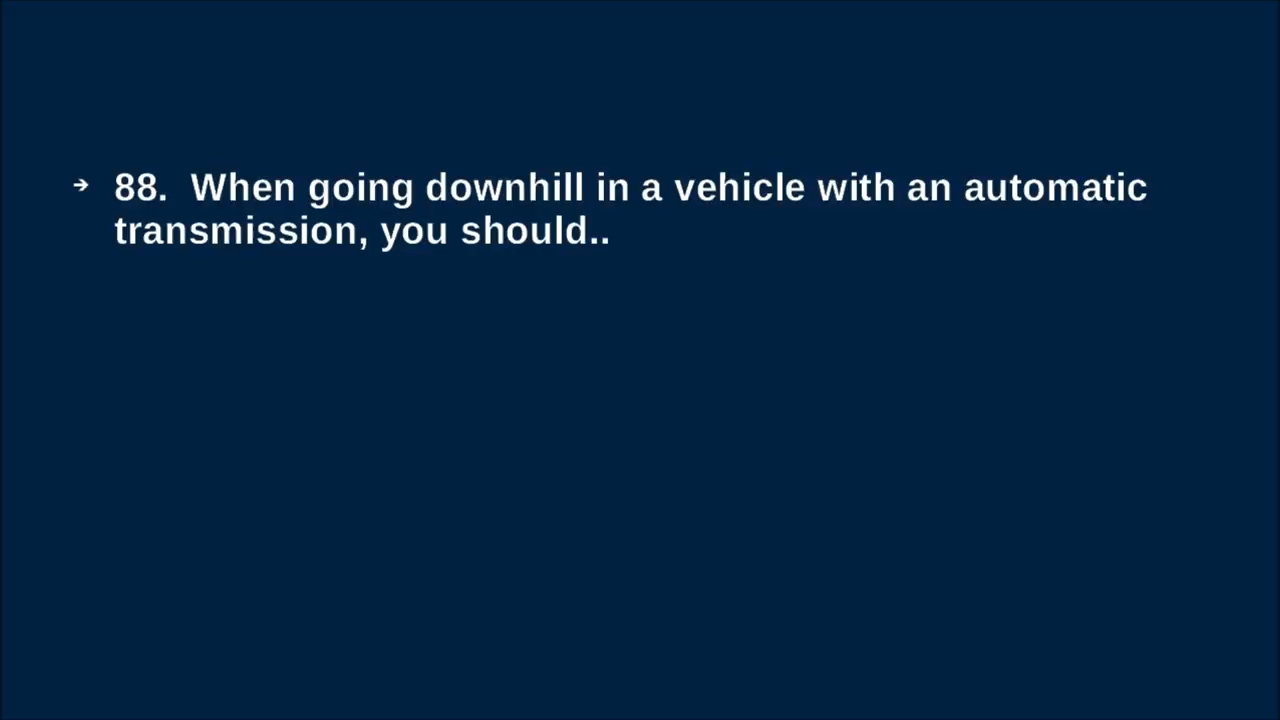 ➔ 88.  When going downhill in a vehicle with an automatic
transmission, you should..